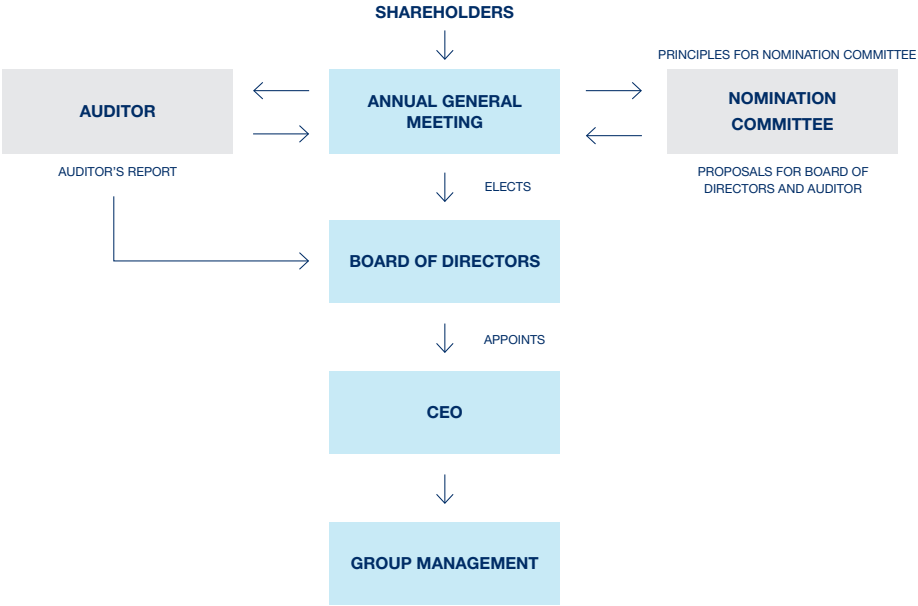 SHAREHOLDERS
PRINCIPLES FOR NOMINATION COMMITTEE
AUDITOR
ANNUAL GENERAL
MEETING
NOMINATION
COMMITTEE
AUDITOR’S REPORT
PROPOSALS FOR BOARD OF
DIRECTORS AND AUDITOR
ELECTS
BOARD OF DIRECTORS
APPOINTS
CEO
GROUP MANAGEMENT